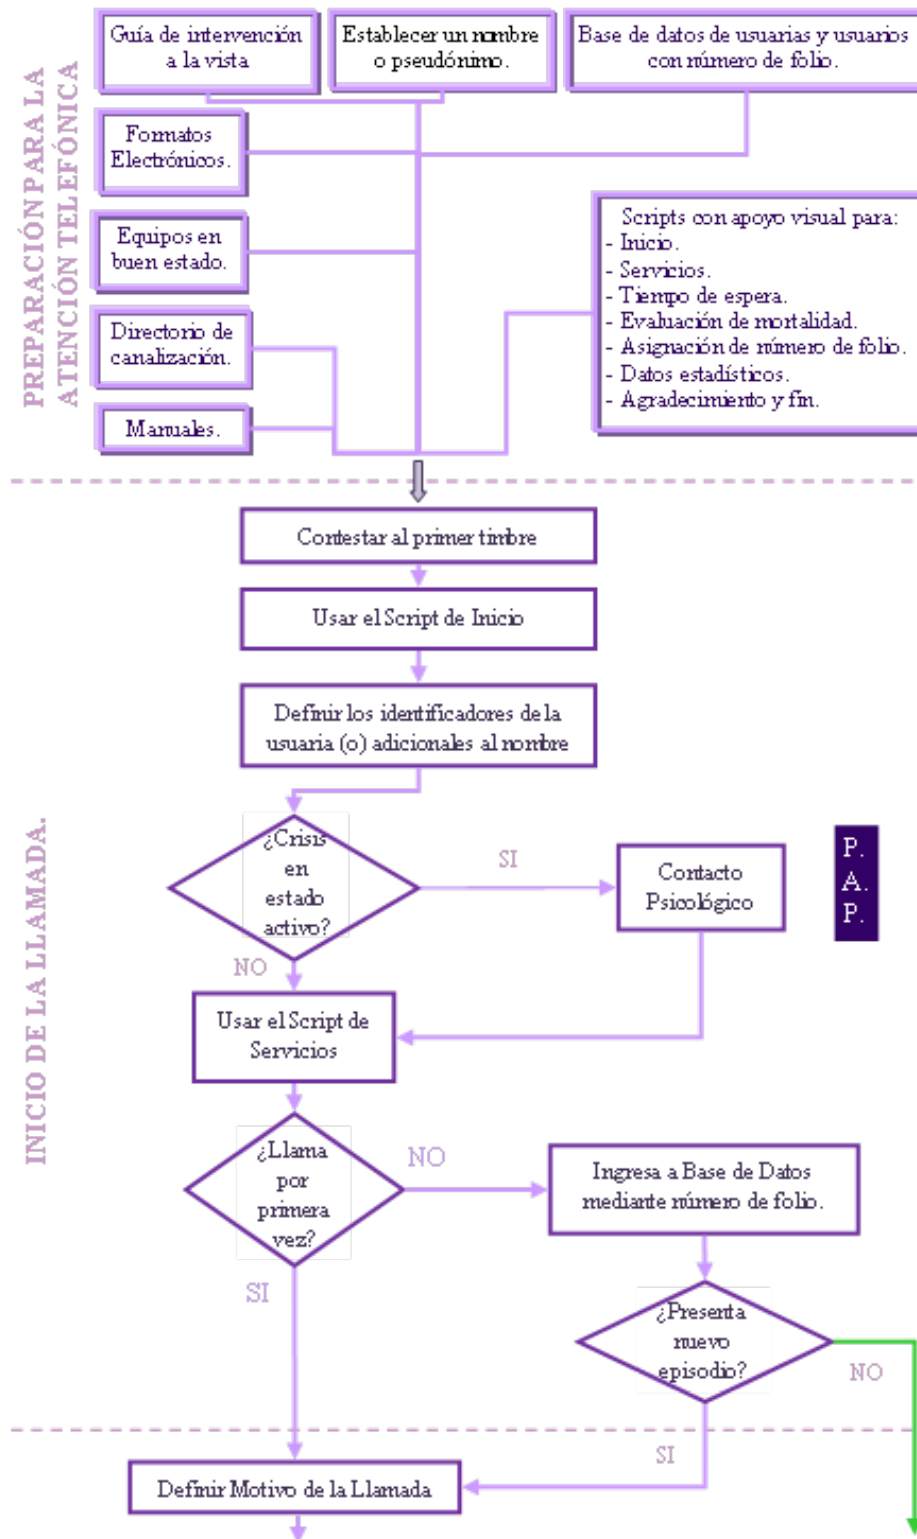 PREPARACIÓN PARA LA
ATENCIÓN TELEFÓNICA
Guía de intervención
a la vista
Establecer un nombre
o pseudónimo.
Base de datos de usuarias y usuarios
con número de folio.
Formatos
Electrónicos.
Equipos en
buen estado.
Directorio de
canalización.
Manuales.
Scripts con apoyo visual para:
- Inicio.
- Servicios.
- Tiempo de espera.
- Evaluación de mortalidad.
- Asignación de número de folio.
- Datos estadísticos.
- Agradecimiento y fin.
INICIO DE LA LLAMADA.
Contestar al primer timbre
Usar el Script de Inicio
Definir los identificadores de la
usuaria (o) adicionales al nombre
¿Crisis
en
estado
activo?
SI
Contacto
Psicológico
P.
A.
P.
NO
Usar el Script de
Servicios
¿Llama
por
primera
vez?
NO
Ingresa a Base de Datos
mediante número de folio.
SI
¿Presenta
nuevo
episodio?
NO
SI
Definir Motivo de la Llamada